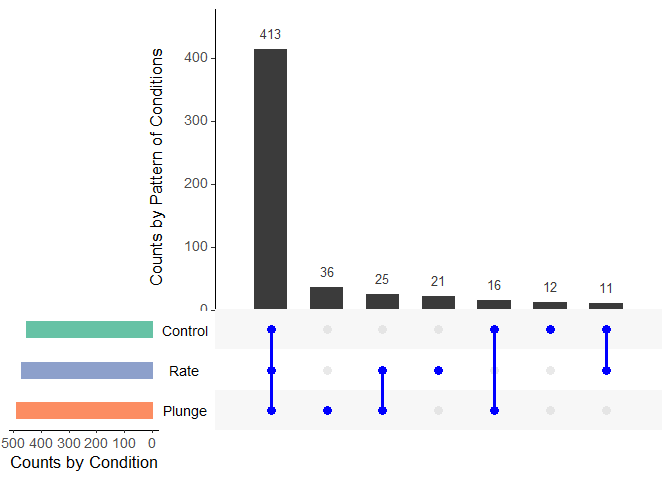 413
400
300
200
100
0
36
25
21
16
12
11
Counts by Pattern of Conditions
Control
Rate
Plunge
500 400 300 200 100 0
Counts by Condition